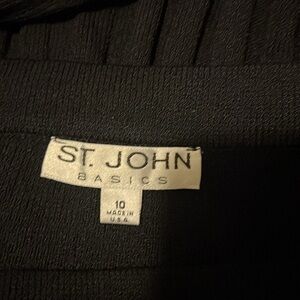 ST. JOHN
BASICS
10
MADE IN
U.S.A.